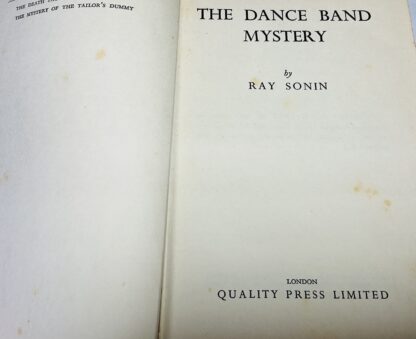 THE DEATH
THE MYSTERY OF THE TAILOR'S DUMMY
THE DANCE BAND
MYSTERY
by
RAY SONIN
LONDON
QUALITY PRESS LIMITED